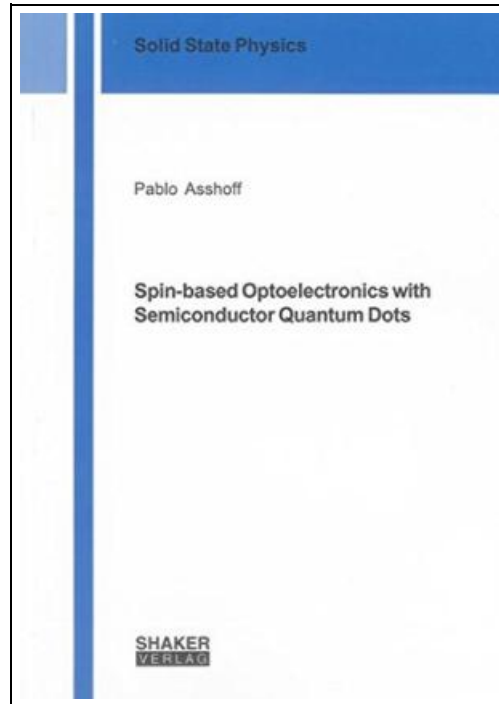 Solid State Physics
Pablo Asshoff
Spin-based Optoelectronics with
Semiconductor Quantum Dots
SHAKER
VERLAG